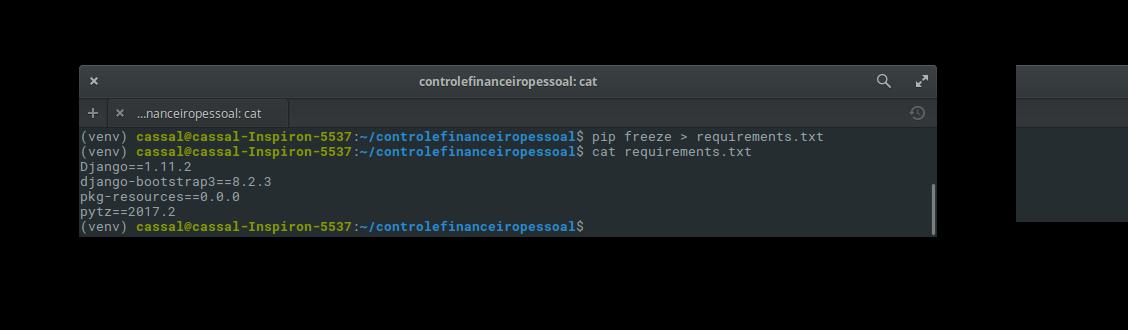 controlefinanceiropessoal: cat
...nanceiropessoal: cat
(venv) cassal@cassal-Inspiron-5537:~/controlefinanceiropessoal$ pip freeze > requirements.txt
(venv) cassal@cassal-Inspiron-5537:~/controlefinanceiropessoal$ cat requirements.txt
Django==1.11.2
django-bootstrap3==8.2.3
pkg-resources==0.0.0
pytz==2017.2
(venv) cassal@cassal-Inspiron-5537:~/controlefinanceiropessoal$